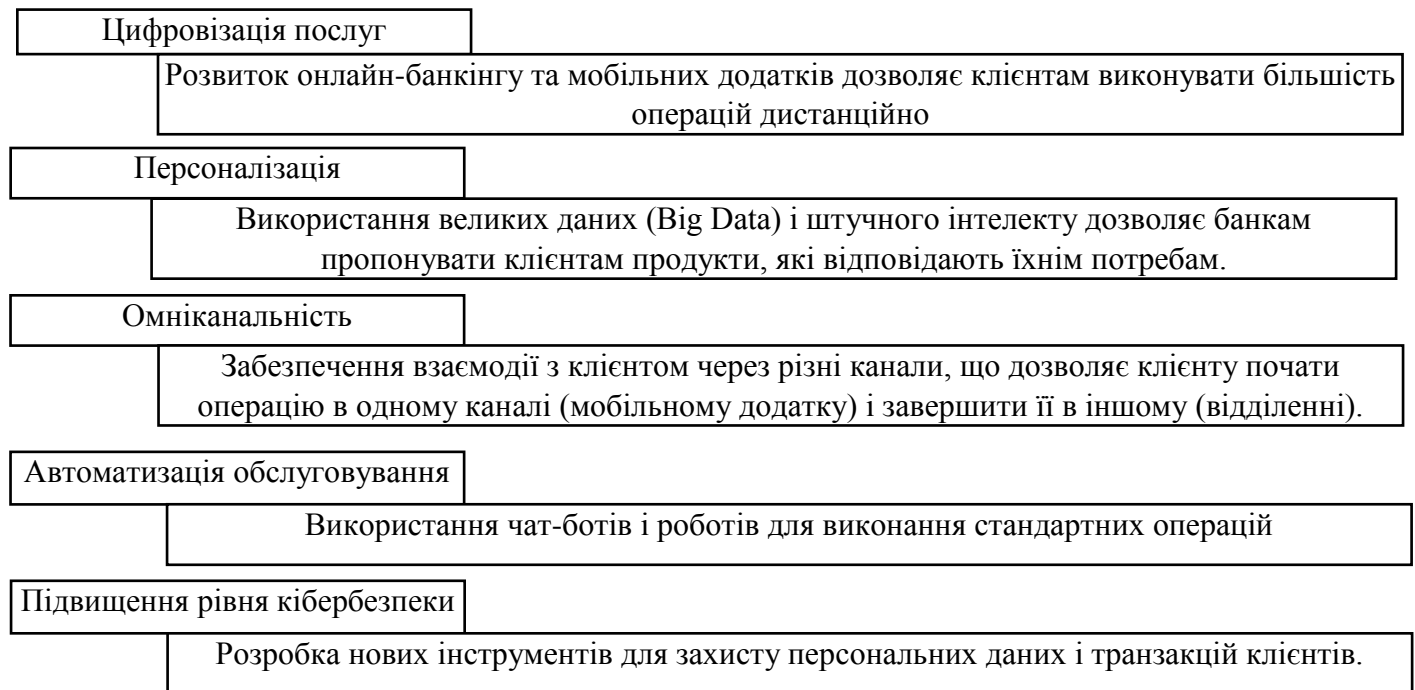 Цифровізація послуг
Розвиток онлайн-банкінгу та мобільних додатків дозволяє клієнтам виконувати більшість
операцій дистанційно
Персоналізація
Використання великих даних (Big Data) і штучного інтелекту дозволяє банкам
пропонувати клієнтам продукти, які відповідають їхнім потребам.
Омніканальність
Забезпечення взаємодії з клієнтом через різні канали, що дозволяє клієнту почати
операцію в одному каналі (мобільному додатку) і завершити її в іншому (відділенні).
Автоматизація обслуговування
Використання чат-ботів і роботів для виконання стандартних операцій
Підвищення рівня кібербезпеки
Розробка нових інструментів для захисту персональних даних і транзакцій клієнтів.